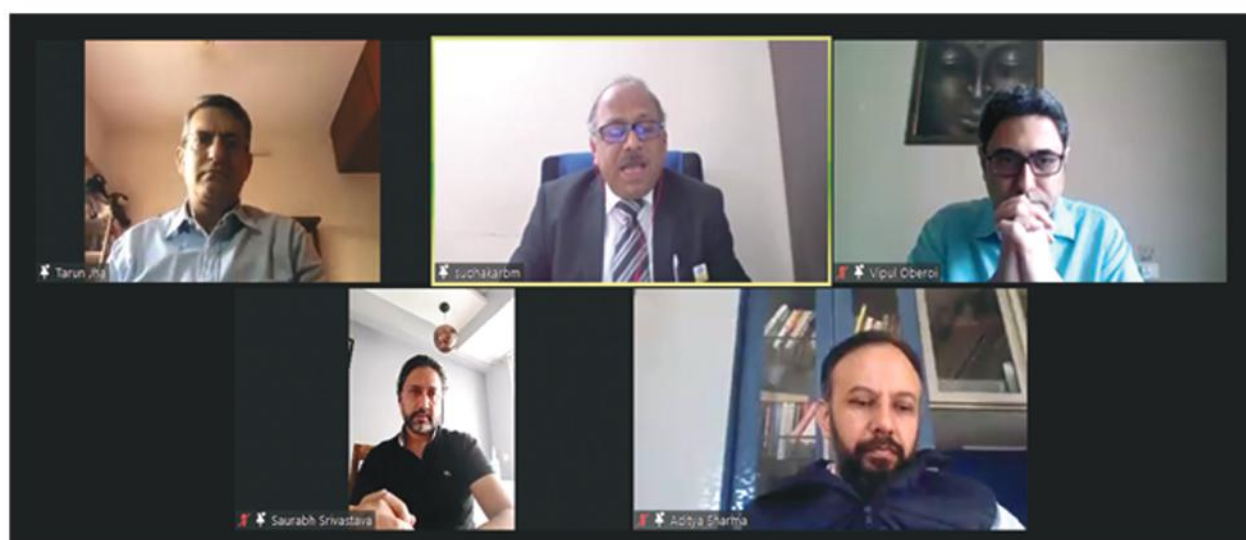 Tarun Jha
sudhakarbm
Vipul Oberoi
Saurabh Srivastava
Aditya Sharma